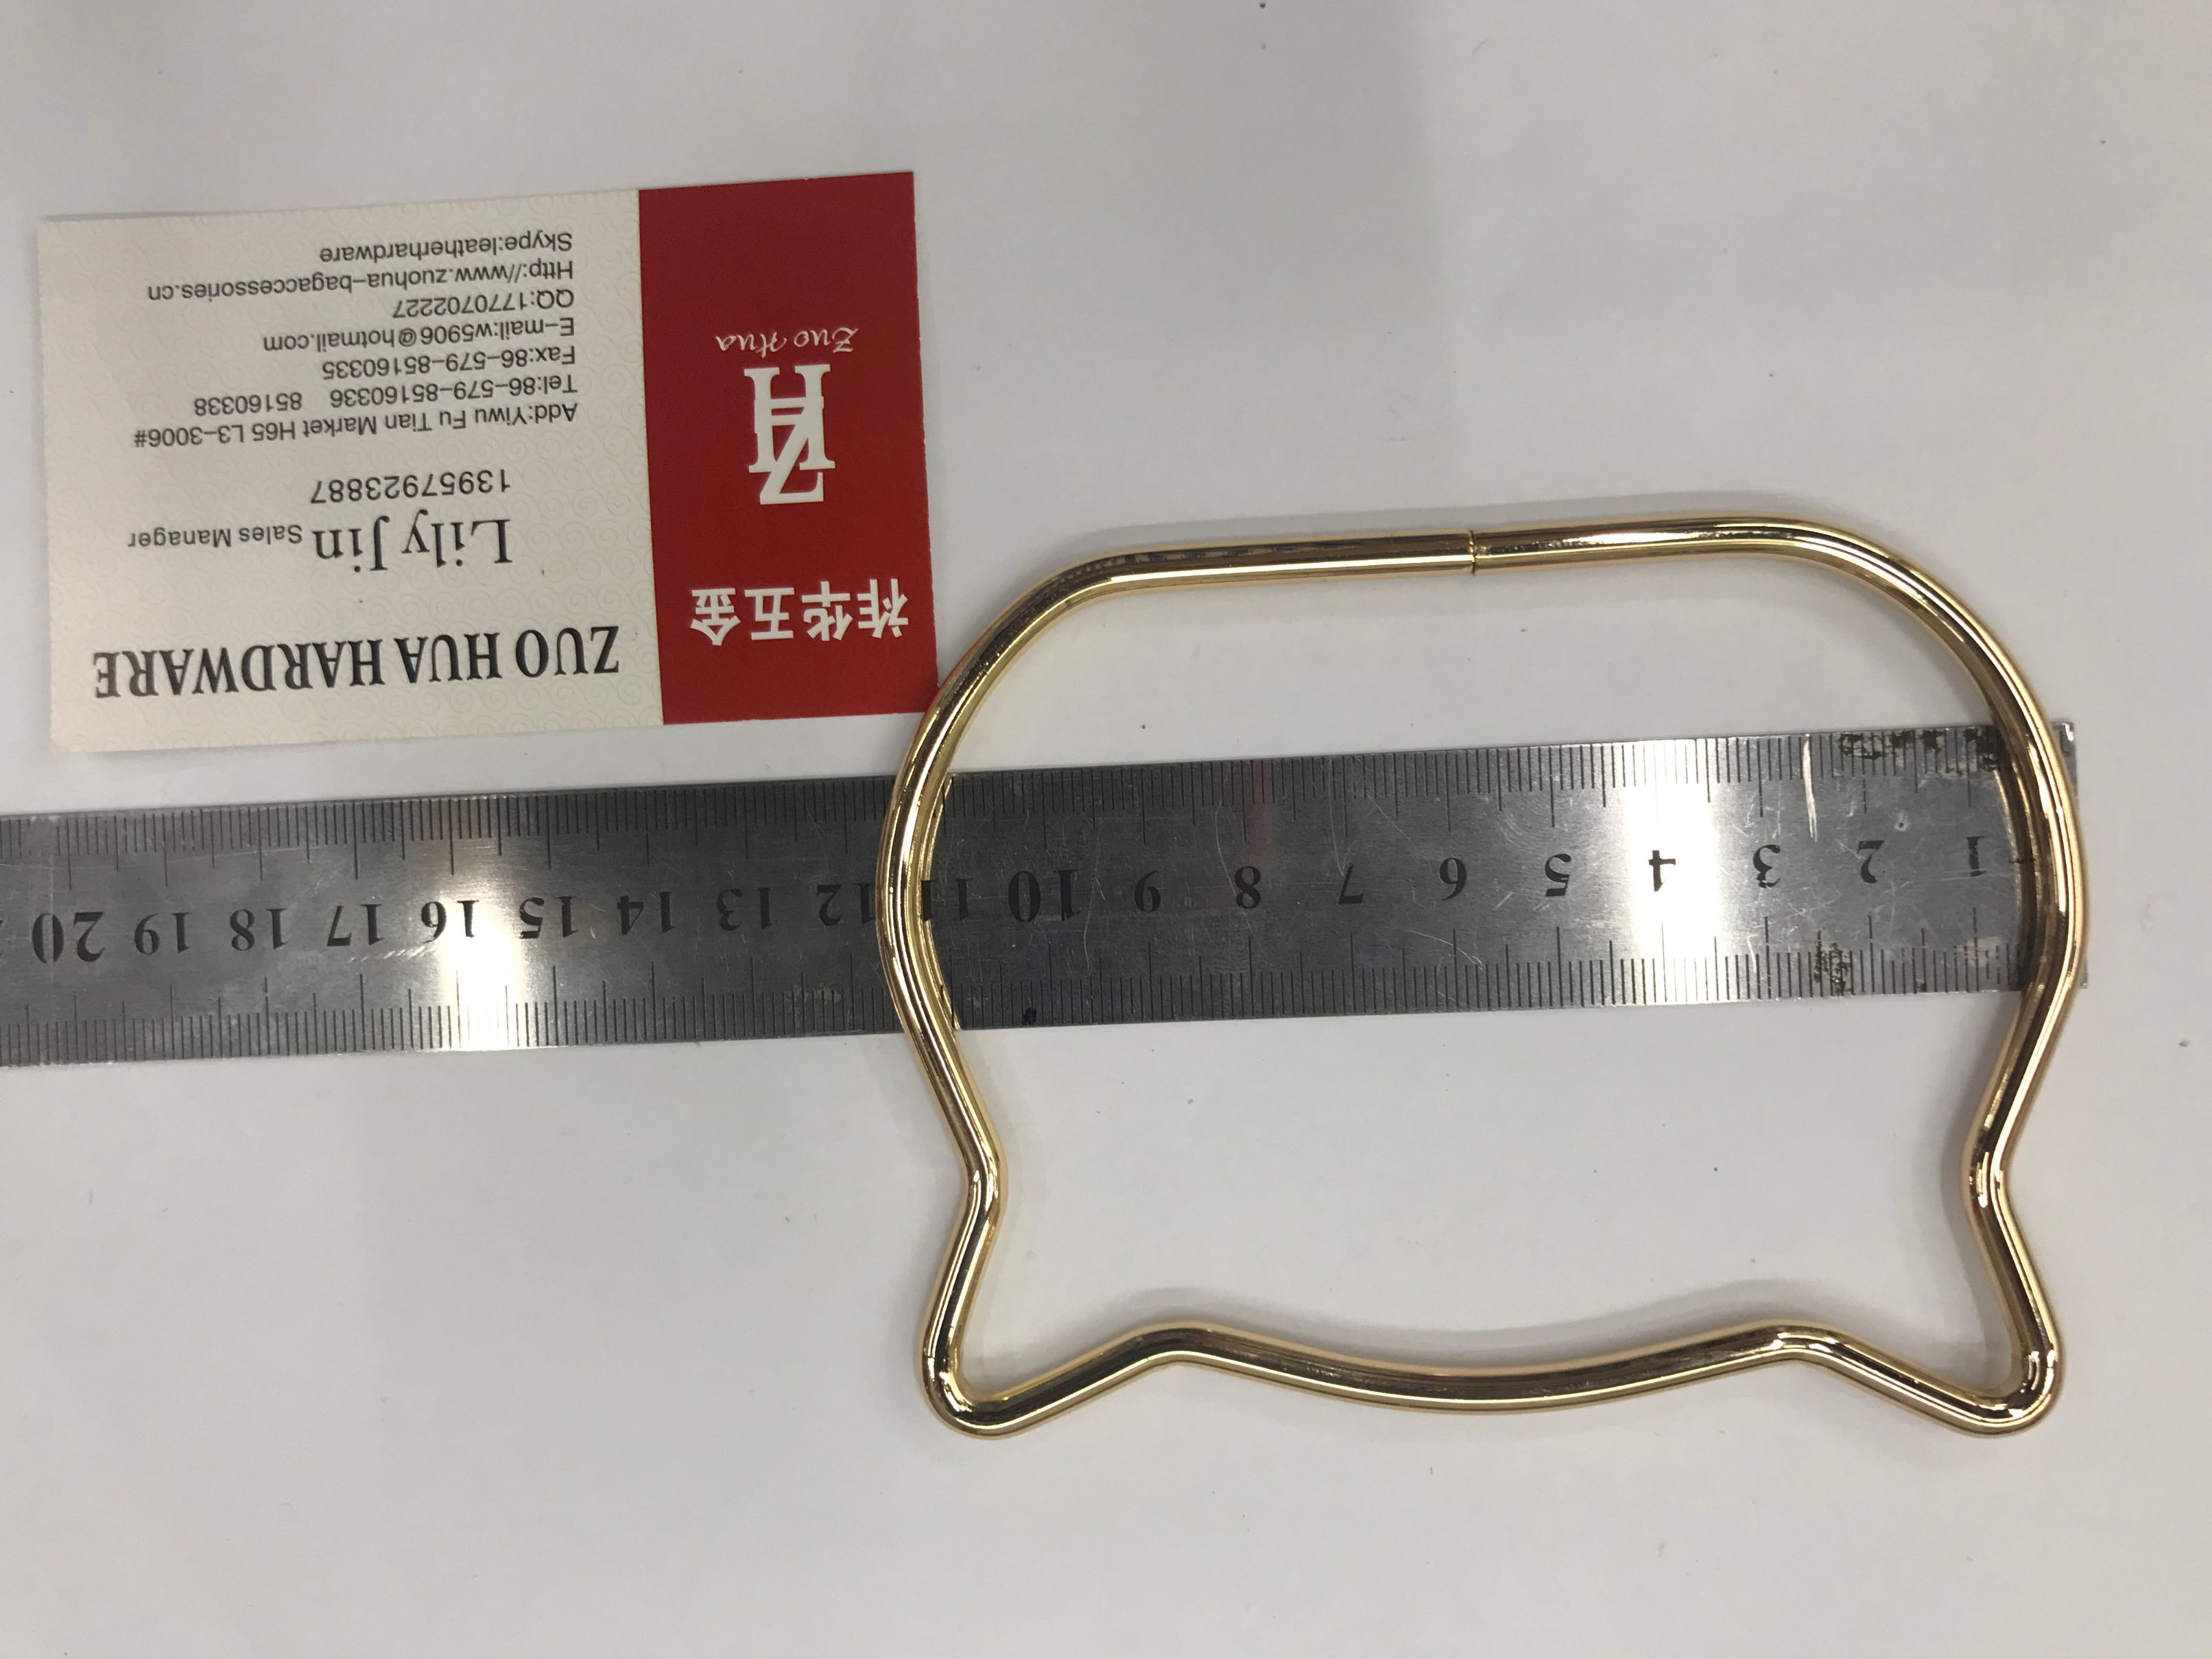 祚华五金
ZH
Zuo Hua
ZUO HUA HARDWARE
Lily Jin Sales Manager
13957923887
Add:Yiwu Fu Tian Market H65 L3-3006#
Tel:86-579-85160336 85160338
Fax:86-579-85160335
E-mail:w5906@hotmail.com
QQ:1770702227
Http://www.zuohua-bagaccessories.cn
Skype:leatherhardware
1 2 3 4 5 6 7 8 9 10 11 12 13 14 15 16 17 18 19 20